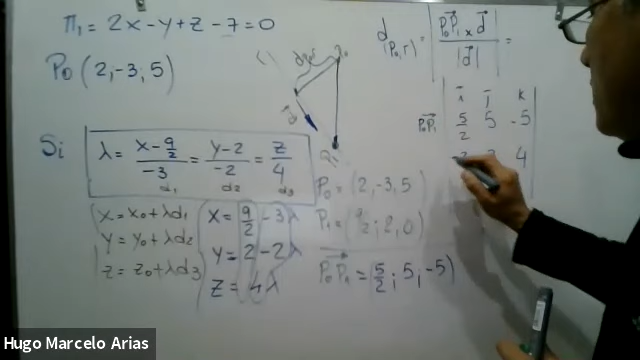 π₁ = 2x - y + z - 7 = 0
P₀ (2, -3; 5)
d(P₀, r) = | P₀P₁ x d | / | d | =
i j k
P₀P₁ 5/2 5 -5
4
Si λ = (x - 9/2)/-3 = (y - 2)/-2 = z/4
d₁ d₂ d₃
x = x₀ + λd₁
y = y₀ + λd₂
z = z₀ + λd₃
x = 9/2 - 3λ
y = 2 - 2λ
z = 4λ
P₀ = (2, -3, 5)
P₁ = (9/2; 2, 0)
P₀P₁ = (5/2; 5; -5)
Hugo Marcelo Arias